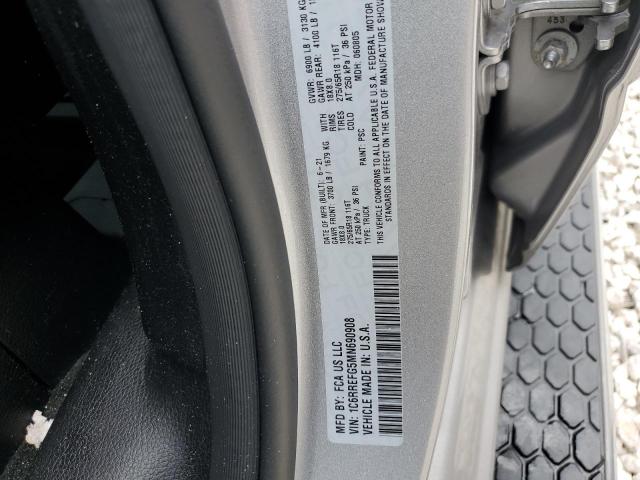 MFD BY: FCA US LLC
DATE OF MFR (BUILT): 6-21
GVWR: 6900 LB / 3130 KG
GAWR FRONT: 3700 LB / 1679 KG
WITH
GAWR REAR: 4100 LB /
18X8.0
RIMS
18X8.0
275/65R18 116T
TIRES
275/65R18 116T
AT 250 kPa / 36 PSI
COLD
AT 250 kPa / 36 PSI
VIN: 1C6RREFG5MN690908
TYPE: TRUCK
PAINT: PSC
MDH: 060805
VEHICLE MADE IN: U.S.A.
THIS VEHICLE CONFORMS TO ALL APPLICABLE U.S.A. FEDERAL MOTOR
STANDARDS IN EFFECT ON THE DATE OF MANUFACTURE SHOWN
453